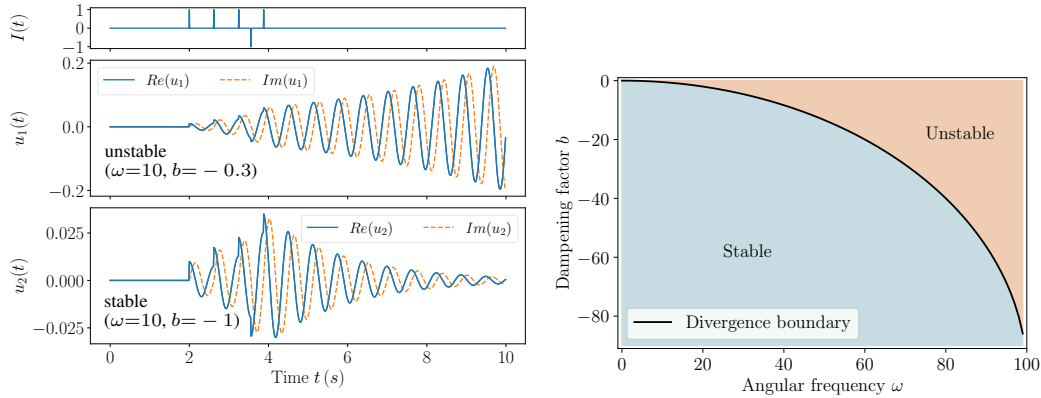 I(t)
1
0
−1
u₁(t)
0.2
0.0
−0.2
Re(u₁) Im(u₁)
unstable
(ω=10, b= − 0.3)
u₂(t)
0.025
0.000
−0.025
Re(u₂) Im(u₂)
stable
(ω=10, b= − 1)
0 2 4 6 8 10
Time t (s)
Dampening factor b
0
−20
−40
−60
−80
Unstable
Stable
Divergence boundary
0 20 40 60 80 100
Angular frequency ω